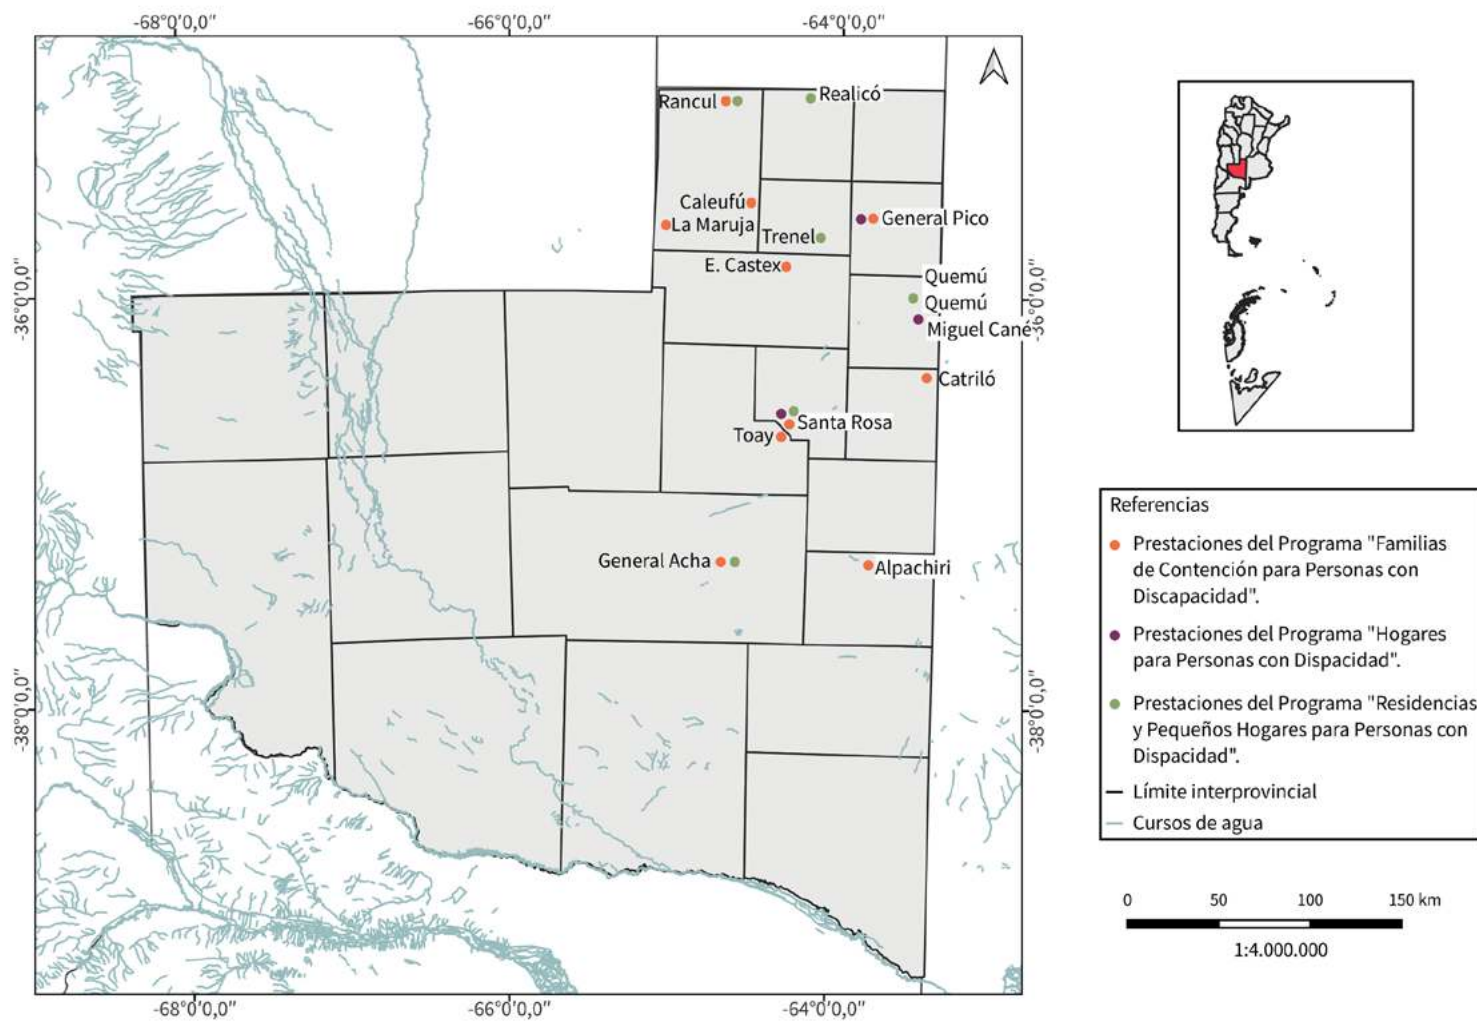 -68°0'0,0"
-66°0'0,0"
-64°0'0,0"
Rancul
Realicó
Caleufú
La Maruja
General Pico
Trenel
E. Castex
Quemú
Quemú
Miguel Cané
-36°0'0,0"
-36°0'0,0"
Catriló
Santa Rosa
Toay
General Acha
Alpachiri
-38°0'0,0"
-38°0'0,0"
-68°0'0,0"
-66°0'0,0"
-64°0'0,0"
Referencias
Prestaciones del Programa "Familias
de Contención para Personas con
Discapacidad".
Prestaciones del Programa "Hogares
para Personas con Dispacidad".
Prestaciones del Programa "Residencias
y Pequeños Hogares para Personas con
Dispacidad".
Límite interprovincial
Cursos de agua
0 50 100 150 km
1:4.000.000